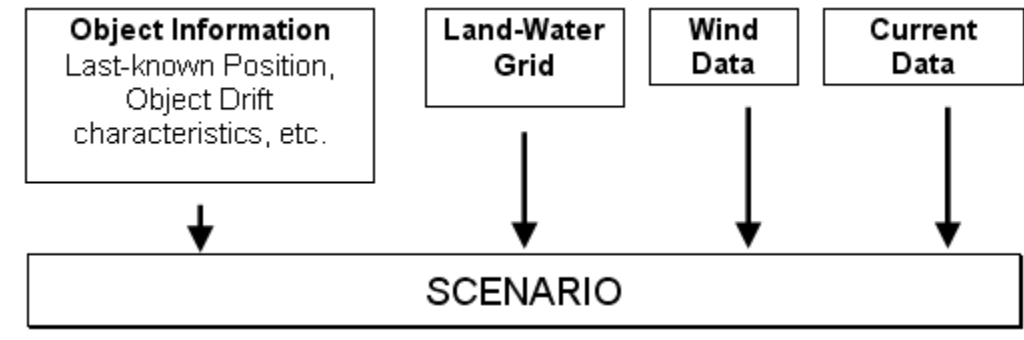 Object Information
Last-known Position,
Object Drift
characteristics, etc.
Land-Water
Grid
Wind
Data
Current
Data
SCENARIO